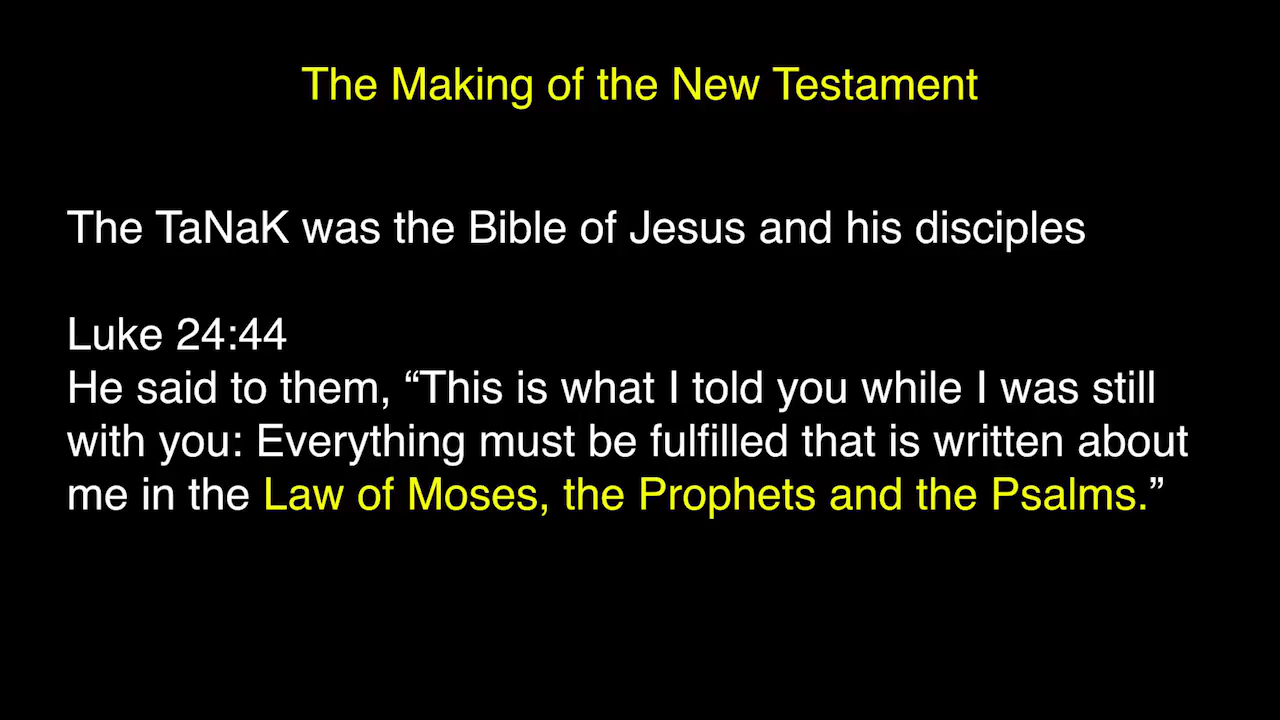 The Making of the New Testament
The TaNaK was the Bible of Jesus and his disciples
Luke 24:44
He said to them, “This is what I told you while I was still
with you: Everything must be fulfilled that is written about
me in the Law of Moses, the Prophets and the Psalms.”